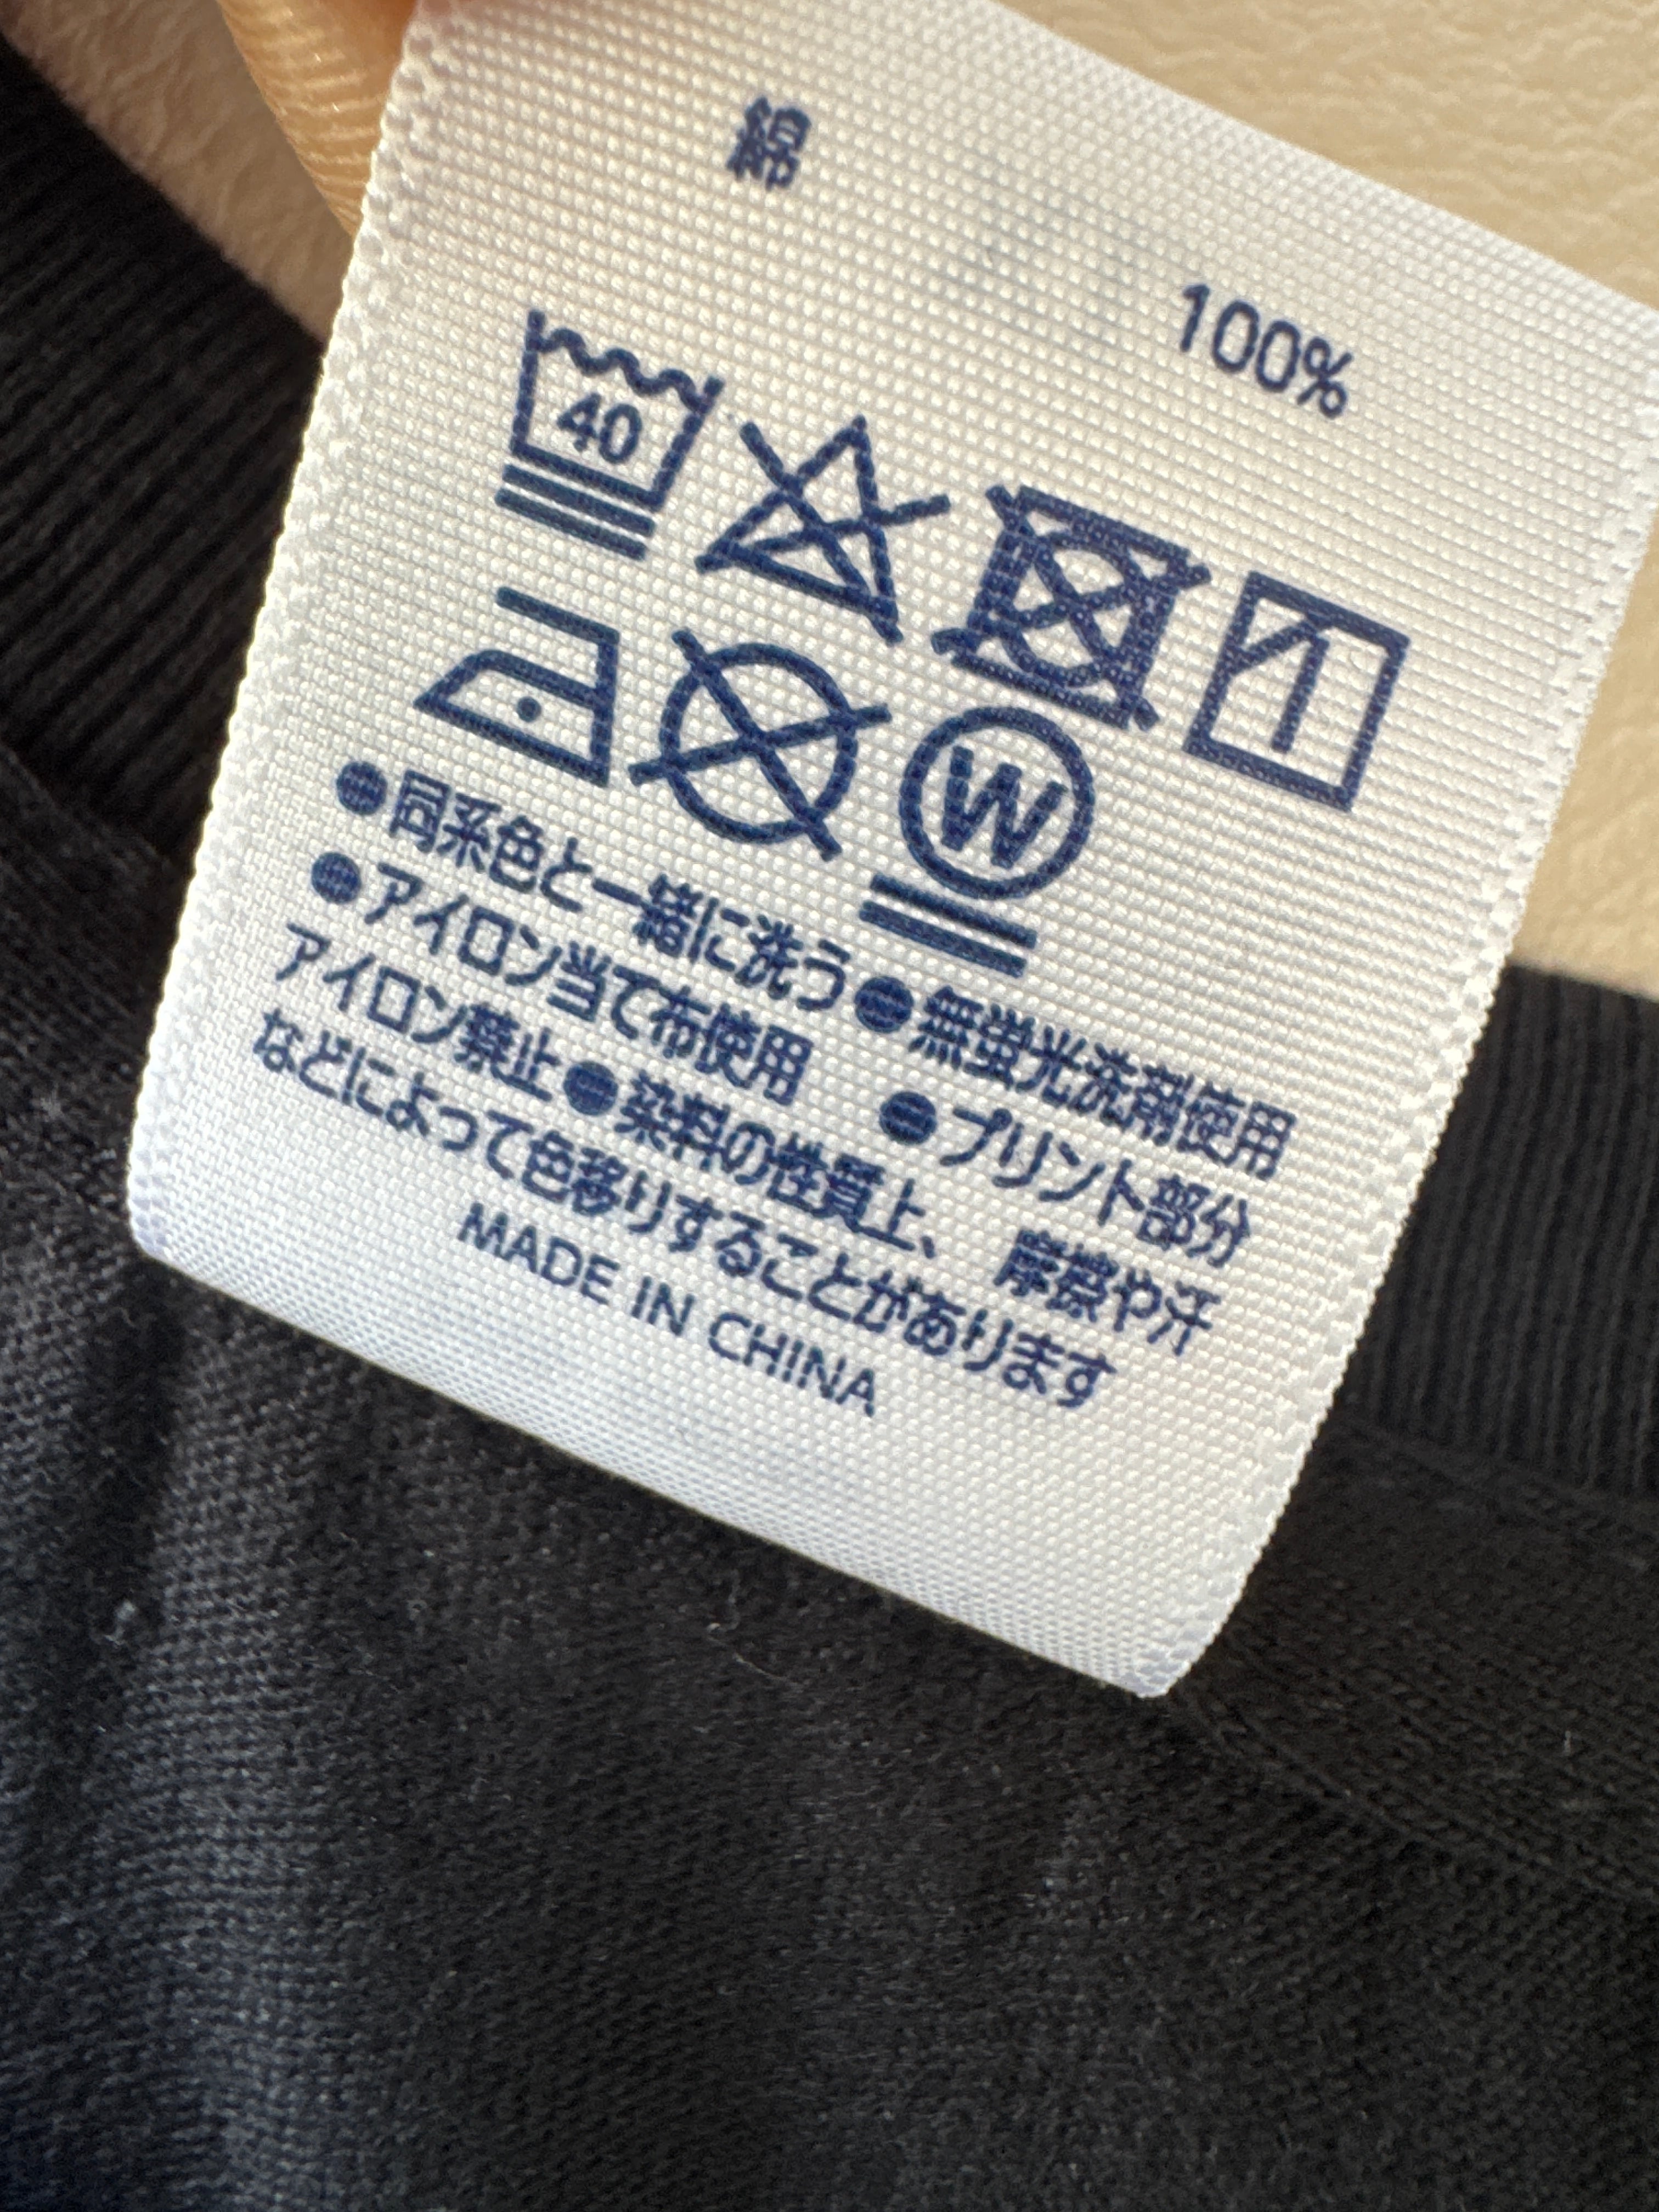 綿 100%
40
W
●同系色と一緒に洗う●無蛍光洗剤使用
●アイロン当て布使用 ●プリント部分
アイロン禁止●染料の性質上、摩擦や汗
などによって色移りすることがあります
MADE IN CHINA